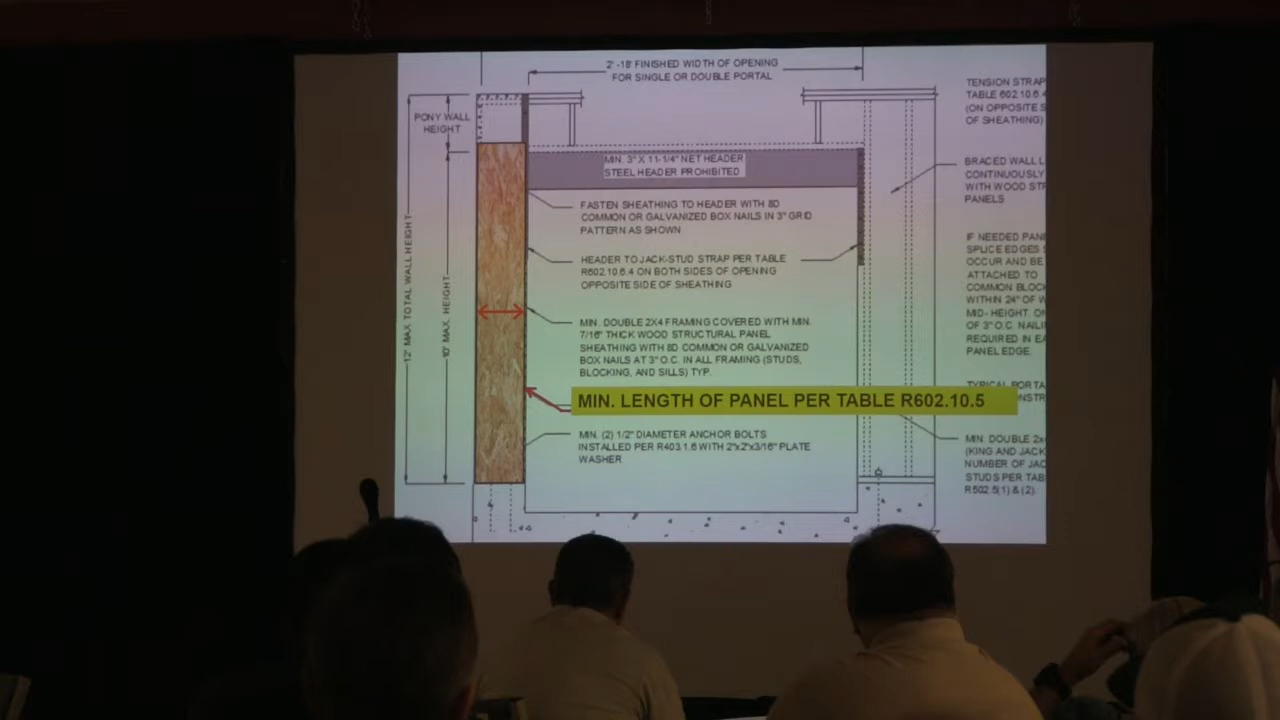 2' -18' FINISHED WIDTH OF OPENING
FOR SINGLE OR DOUBLE PORTAL
PONY WALL
HEIGHT
12' MAX TOTAL WALL HEIGHT
10' MAX. HEIGHT
MIN. 3" X 11-1/4" NET HEADER
STEEL HEADER PROHIBITED
FASTEN SHEATHING TO HEADER WITH 8D
COMMON OR GALVANIZED BOX NAILS IN 3" GRID
PATTERN AS SHOWN
HEADER TO JACK-STUD STRAP PER TABLE
R602.10.6.4 ON BOTH SIDES OF OPENING
OPPOSITE SIDE OF SHEATHING
MIN. DOUBLE 2X4 FRAMING COVERED WITH MIN.
7/16" THICK WOOD STRUCTURAL PANEL
SHEATHING WITH 8D COMMON OR GALVANIZED
BOX NAILS AT 3" O.C. IN ALL FRAMING (STUDS,
BLOCKING, AND SILLS) TYP.
MIN. LENGTH OF PANEL PER TABLE R602.10.5
MIN. (2) 1/2" DIAMETER ANCHOR BOLTS
INSTALLED PER R403.1.6 WITH 2"x2"x3/16" PLATE
WASHER
TENSION STRAP
TABLE 602.10.6.4
(ON OPPOSITE S
OF SHEATHING)
BRACED WALL L
CONTINUOUSLY
WITH WOOD STR
PANELS
IF NEEDED PANE
SPLICE EDGES S
OCCUR AND BE
ATTACHED TO
COMMON BLOCK
WITHIN 24" OF W
MID- HEIGHT. ON
OF 3" O.C. NAILI
REQUIRED IN EA
PANEL EDGE.
TYPICAL PORTA
ONSTR
MIN. DOUBLE 2x4
(KING AND JACK
NUMBER OF JAC
STUDS PER TAB
R502.5(1) & (2).